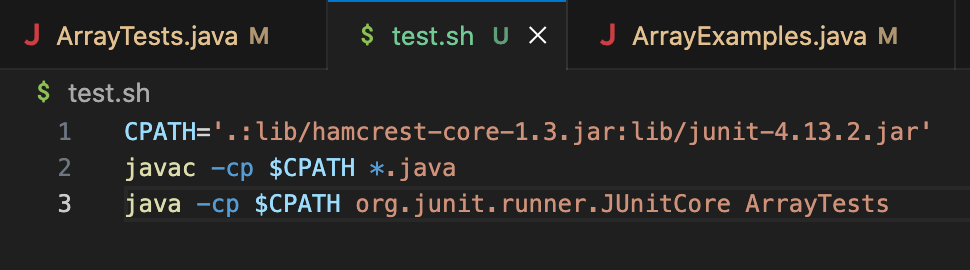 J ArrayTests.java M $ test.sh U × J ArrayExamples.java M
$ test.sh
1 CPATH='.:lib/hamcrest-core-1.3.jar:lib/junit-4.13.2.jar'
2 javac -cp $CPATH *.java
3 java -cp $CPATH org.junit.runner.JUnitCore ArrayTests